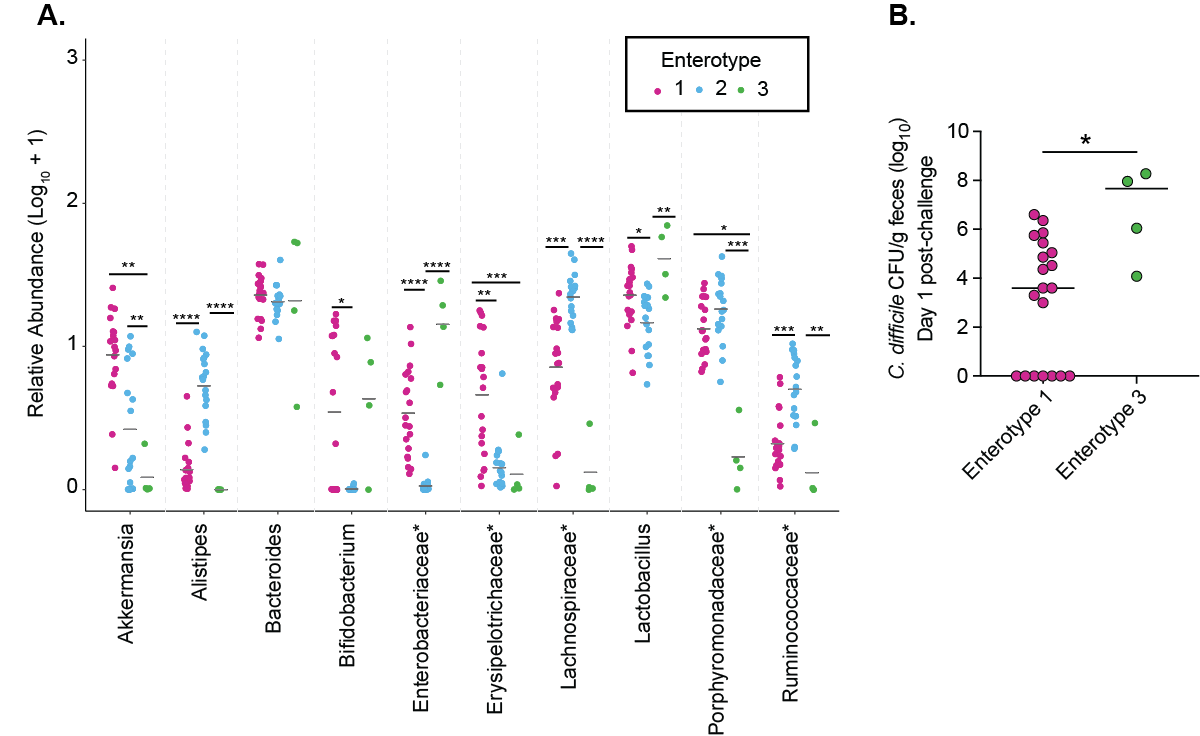 A.
B.
Enterotype
1 2 3
Relative Abundance (Log10 + 1)
3
2
1
0
**
**
****
****
*
****
****
**
***
***
****
*
**
*
***
***
**
Akkermansia
Alistipes
Bacteroides
Bifidobacterium
Enterobacteriaceae*
Erysipelotrichaceae*
Lachnospiraceae*
Lactobacillus
Porphyromonadaceae*
Ruminococcaceae*
C. difficile CFU/g feces (log10)
Day 1 post-challenge
10
8
6
4
2
0
*
Enterotype 1
Enterotype 3